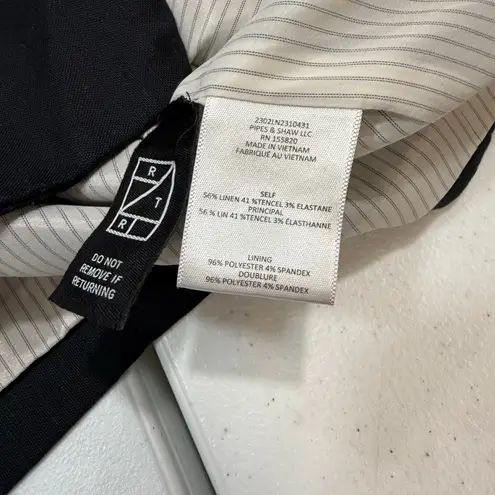 R
T
R
DO NOT
REMOVE IF
RETURNING
2302LN2310431
PIPES & SHAW LLC
RN 155820
MADE IN VIETNAM
FABRIQUÉ AU VIETNAM
SELF
56% LINEN 41 %TENCEL 3% ELASTANE
PRINCIPAL
56 % LIN 41 %TENCEL 3% ÉLASTHANNE
LINING
96% POLYESTER 4% SPANDEX
DOUBLURE
96% POLYESTER 4% SPANDEX